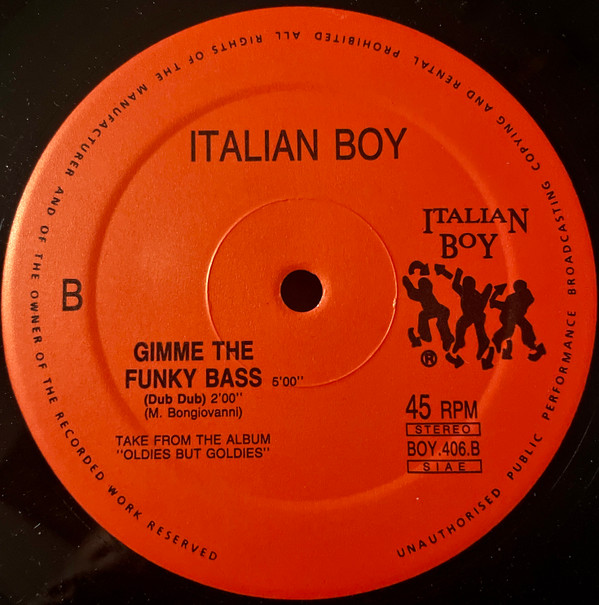 ITALIAN BOY
ITALIAN
BOY
®
B
GIMME THE
FUNKY BASS 5'00''
(Dub Dub) 2'00''
(M. Bongiovanni)
TAKE FROM THE ALBUM
"OLDIES BUT GOLDIES"
45 RPM
STEREO
BOY.406.B
SIAE
UNAUTHORISED PUBLIC PERFORMANCE BROADCASTING COPYING AND RENTAL PROHIBITED ALL RIGHTS OF THE MANUFACTURER AND OF THE OWNER OF THE RECORDED WORK RESERVED